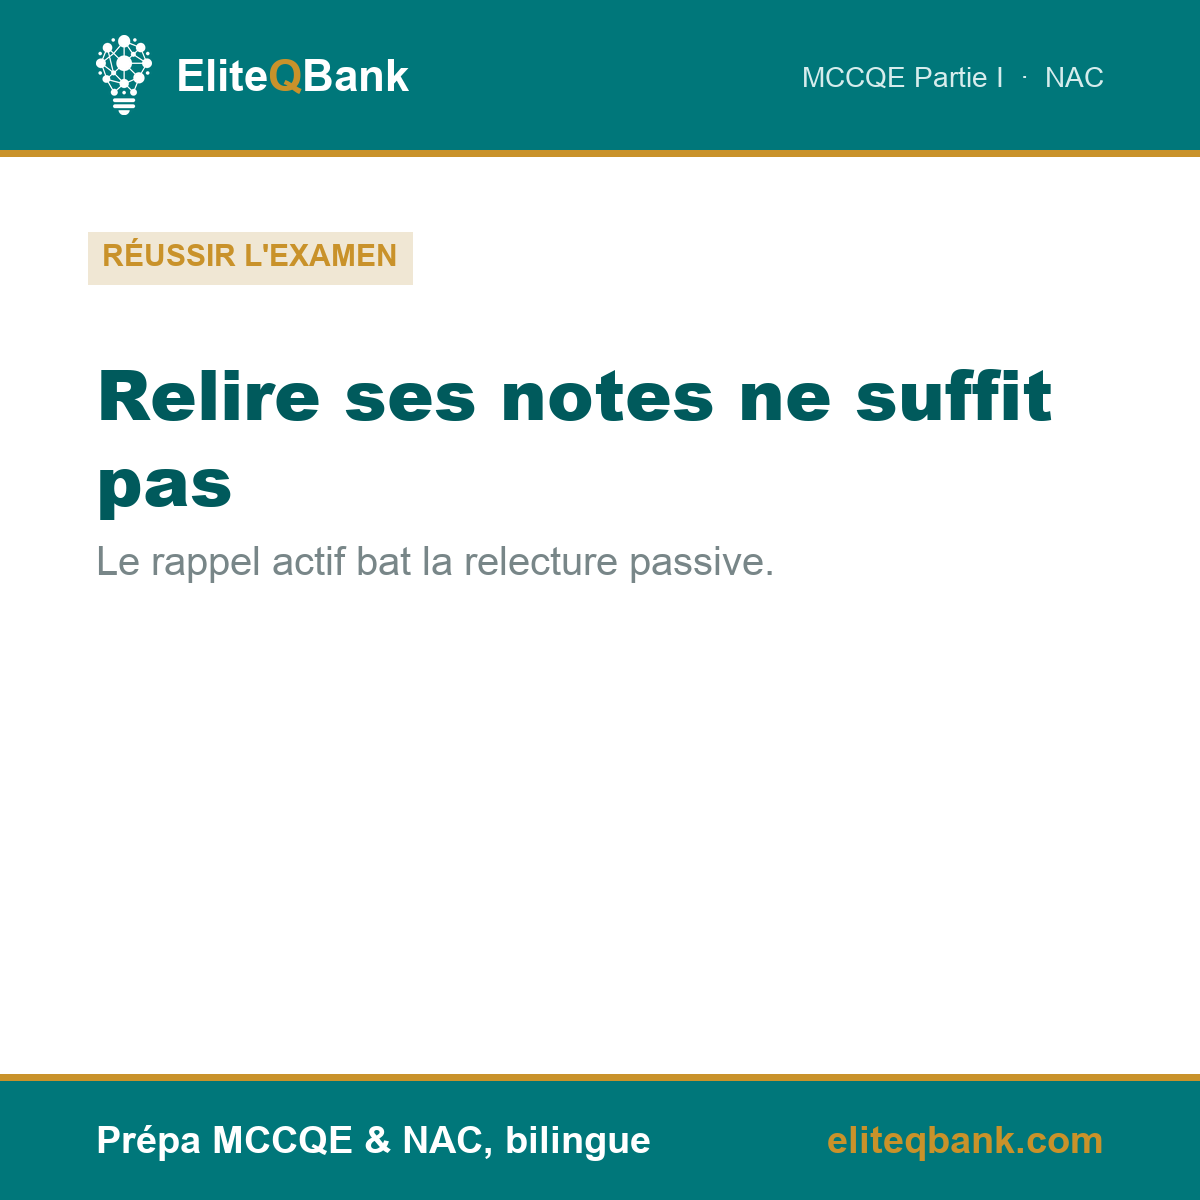 EliteQBank
MCCQE Partie I · NAC
RÉUSSIR L'EXAMEN
Relire ses notes ne suffit
pas
Le rappel actif bat la relecture passive.
Prépa MCCQE & NAC, bilingue
eliteqbank.com